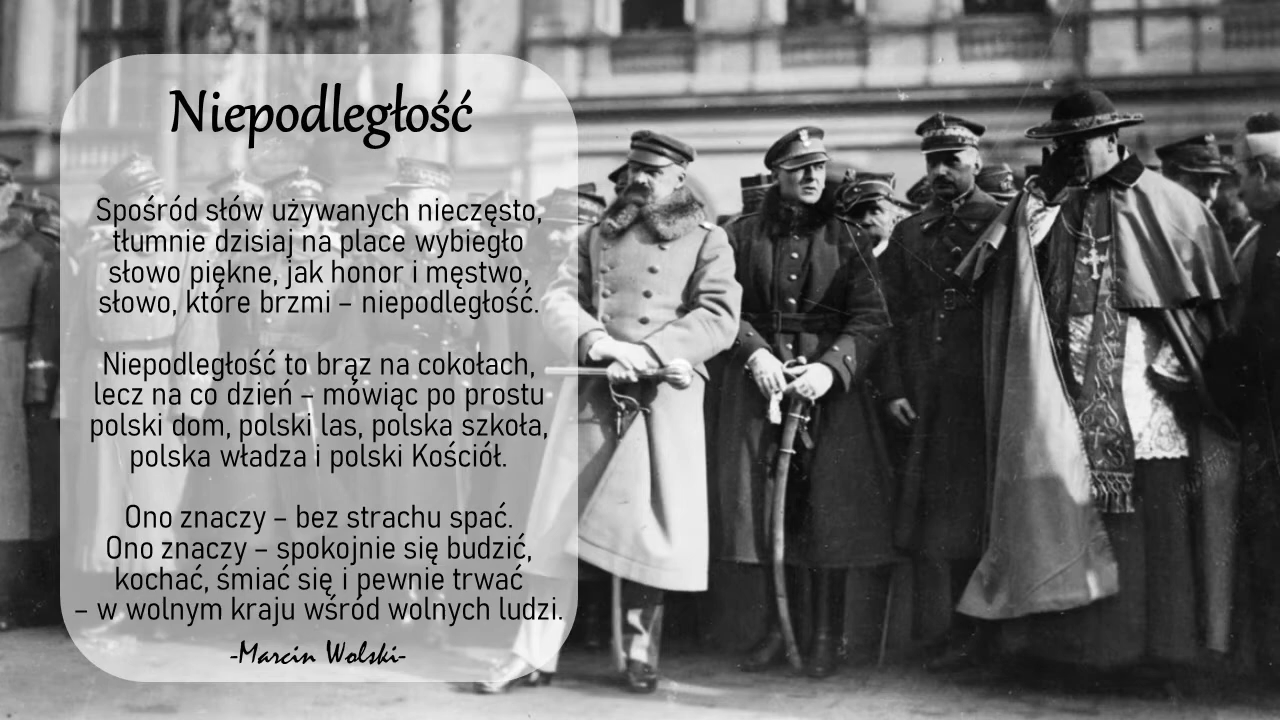 Niepodległość
Spośród słów używanych nieczęsto,
tłumnie dzisiaj na place wybiegło
słowo piękne, jak honor i męstwo,
słowo, które brzmi – niepodległość.
Niepodległość to brąz na cokołach,
lecz na co dzień – mówiąc po prostu
polski dom, polski las, polska szkoła,
polska władza i polski Kościół.
Ono znaczy – bez strachu spać.
Ono znaczy – spokojnie się budzić,
kochać, śmiać się i pewnie trwać
– w wolnym kraju wśród wolnych ludzi.
-Marcin Wolski-